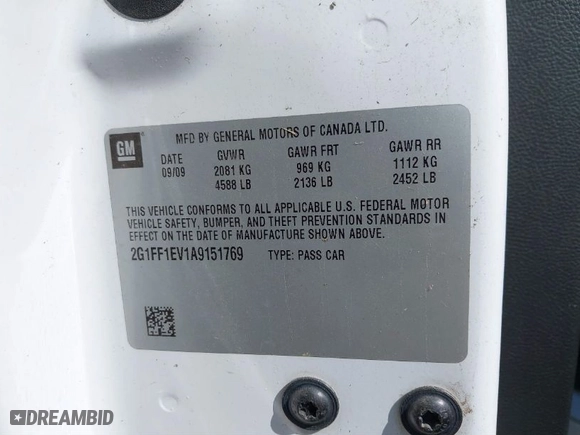 GM
MFD BY GENERAL MOTORS OF CANADA LTD.
DATE GVWR GAWR FRT GAWR RR
09/09 2081 KG 969 KG 1112 KG
4588 LB 2136 LB 2452 LB
THIS VEHICLE CONFORMS TO ALL APPLICABLE U.S. FEDERAL MOTOR
VEHICLE SAFETY, BUMPER, AND THEFT PREVENTION STANDARDS IN
EFFECT ON THE DATE OF MANUFACTURE SHOWN ABOVE.
2G1FF1EV1A9151769 TYPE: PASS CAR
DREAMBID